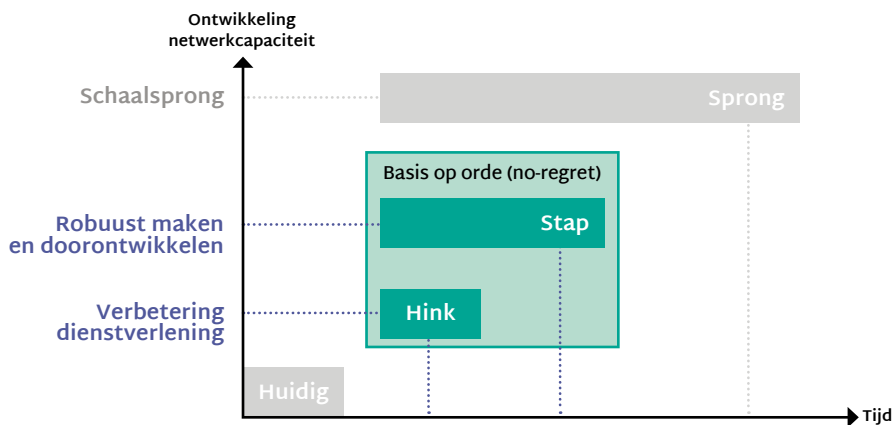 Ontwikkeling
netwerkcapaciteit
Schaalsprong
Sprong
Basis op orde (no-regret)
Robuust maken
en doorontwikkelen
Stap
Verbetering
dienstverlening
Hink
Huidig
Tijd